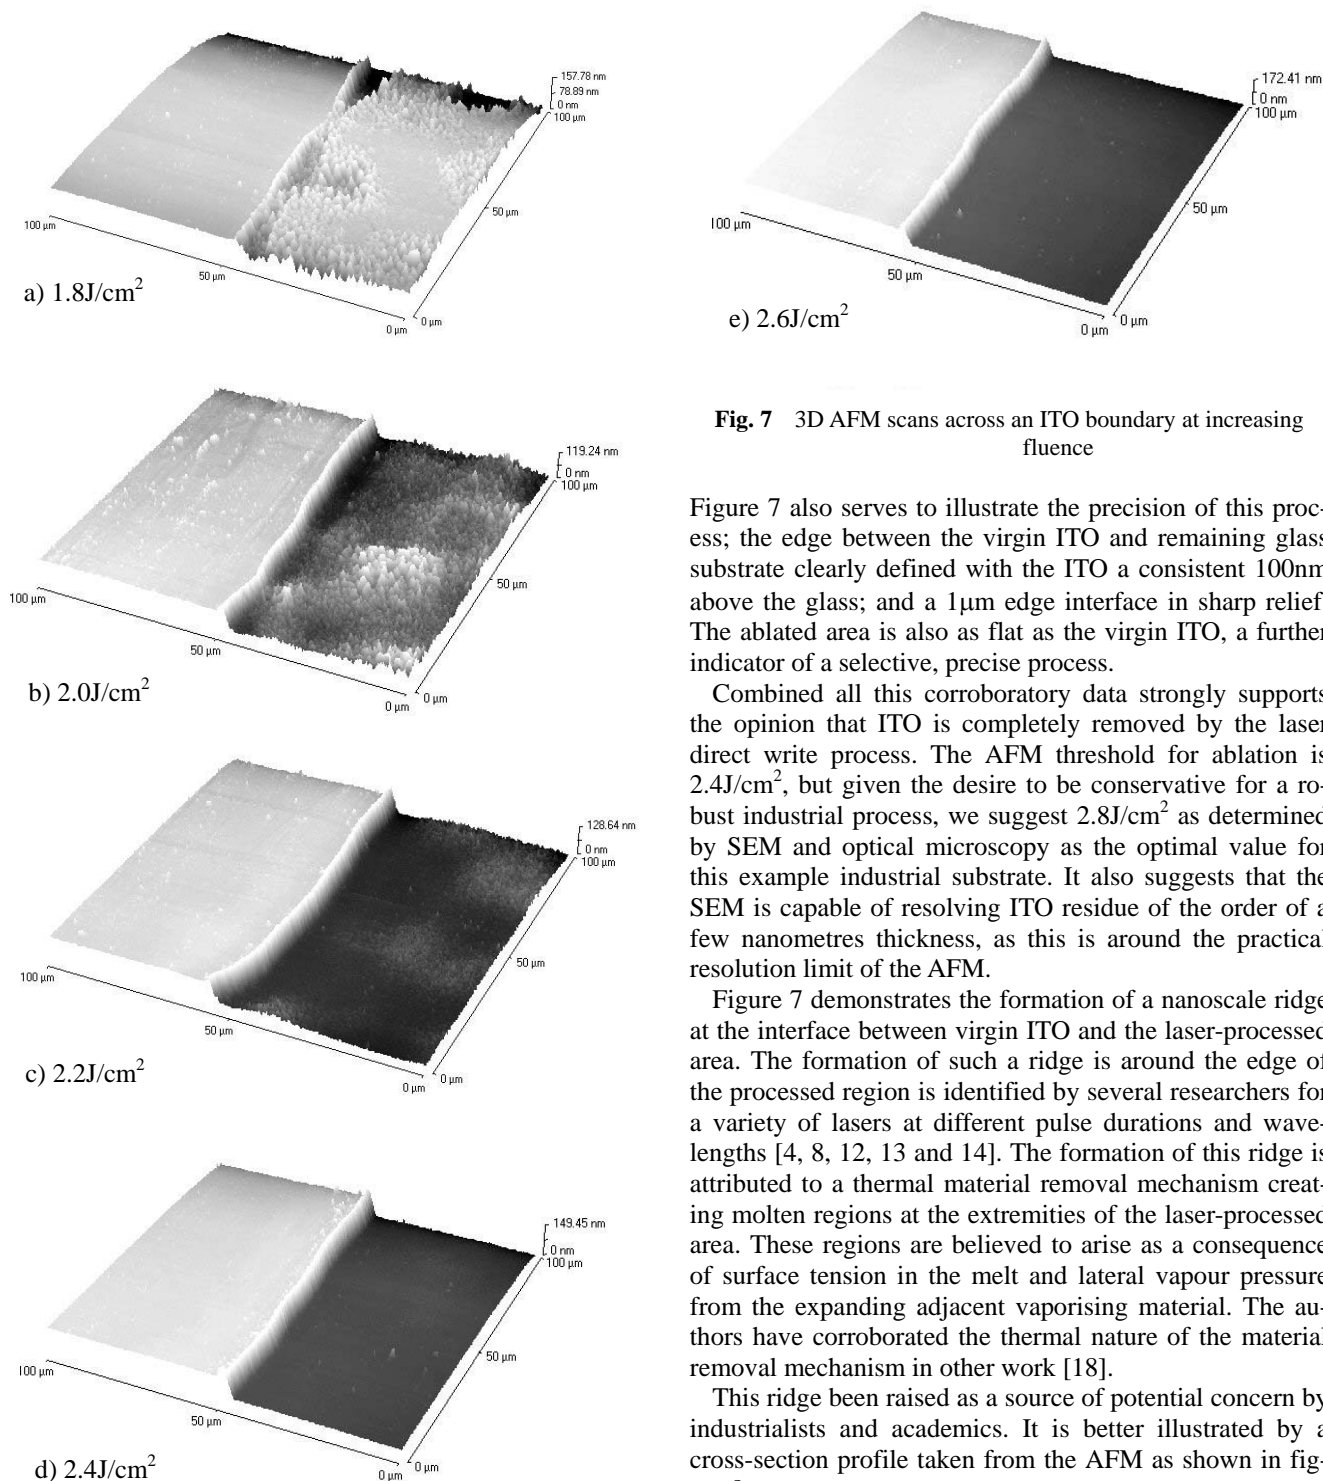 157.78 nm
78.89 nm
0 nm
100 µm
50 µm
100 µm
50 µm
0 µm
0 µm
a) 1.8J/cm²
119.24 nm
0 nm
100 µm
50 µm
100 µm
50 µm
0 µm
0 µm
b) 2.0J/cm²
128.64 nm
0 nm
100 µm
50 µm
100 µm
50 µm
0 µm
0 µm
c) 2.2J/cm²
149.45 nm
0 nm
100 µm
50 µm
100 µm
50 µm
0 µm
0 µm
d) 2.4J/cm²
172.41 nm
0 nm
100 µm
50 µm
100 µm
50 µm
0 µm
0 µm
e) 2.6J/cm²
Fig. 7 3D AFM scans across an ITO boundary at increasing
fluence
Figure 7 also serves to illustrate the precision of this proc-
ess; the edge between the virgin ITO and remaining glass
substrate clearly defined with the ITO a consistent 100nm
above the glass; and a 1µm edge interface in sharp relief
The ablated area is also as flat as the virgin ITO, a further
indicator of a selective, precise process.
Combined all this corroboratory data strongly supports
the opinion that ITO is completely removed by the laser
direct write process. The AFM threshold for ablation is
2.4J/cm², but given the desire to be conservative for a ro-
bust industrial process, we suggest 2.8J/cm² as determined
by SEM and optical microscopy as the optimal value for
this example industrial substrate. It also suggests that the
SEM is capable of resolving ITO residue of the order of a
few nanometres thickness, as this is around the practical
resolution limit of the AFM.
Figure 7 demonstrates the formation of a nanoscale ridge
at the interface between virgin ITO and the laser-processed
area. The formation of such a ridge is around the edge of
the processed region is identified by several researchers for
a variety of lasers at different pulse durations and wave-
lengths [4, 8, 12, 13 and 14]. The formation of this ridge is
attributed to a thermal material removal mechanism creat-
ing molten regions at the extremities of the laser-processed
area. These regions are believed to arise as a consequence
of surface tension in the melt and lateral vapour pressure
from the expanding adjacent vaporising material. The au-
thors have corroborated the thermal nature of the material
removal mechanism in other work [18].
This ridge been raised as a source of potential concern by
industrialists and academics. It is better illustrated by a
cross-section profile taken from the AFM as shown in fig-